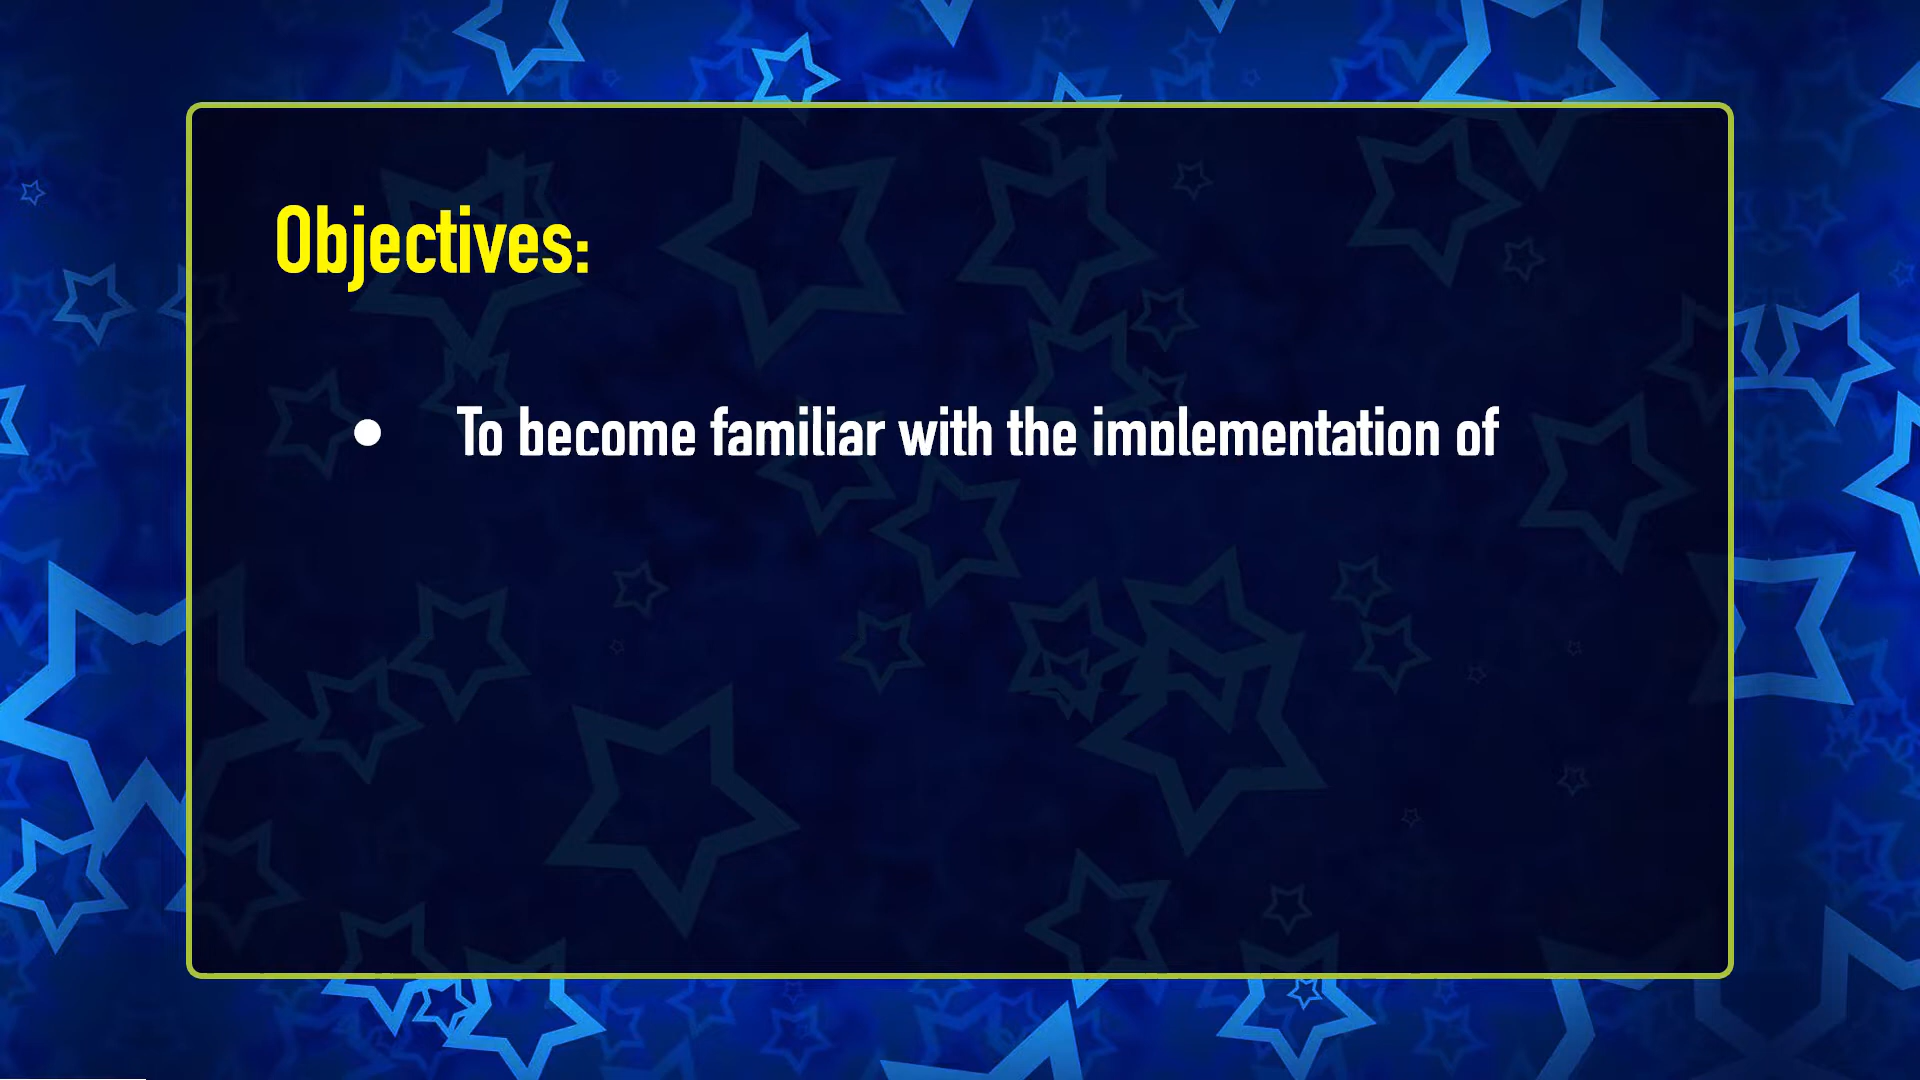 Objectives:
● To become familiar with the implementation of